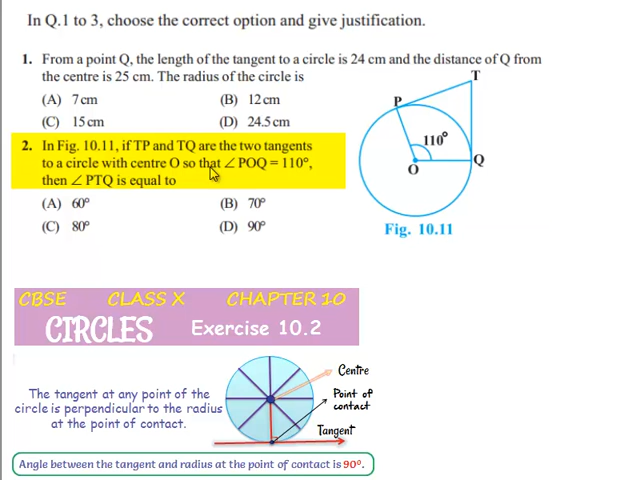 In Q.1 to 3, choose the correct option and give justification.
1. From a point Q, the length of the tangent to a circle is 24 cm and the distance of Q from
the centre is 25 cm. The radius of the circle is
(A) 7 cm (B) 12 cm
(C) 15 cm (D) 24.5 cm
2. In Fig. 10.11, if TP and TQ are the two tangents
to a circle with centre O so that ∠ POQ = 110°,
then ∠ PTQ is equal to
(A) 60° (B) 70°
(C) 80° (D) 90°
T
P
110°
O
Q
Fig. 10.11
CBSE CLASS X CHAPTER 10
CIRCLES Exercise 10.2
The tangent at any point of the
circle is perpendicular to the radius
at the point of contact.
Centre
Point of
contact
Tangent
Angle between the tangent and radius at the point of contact is 90°.